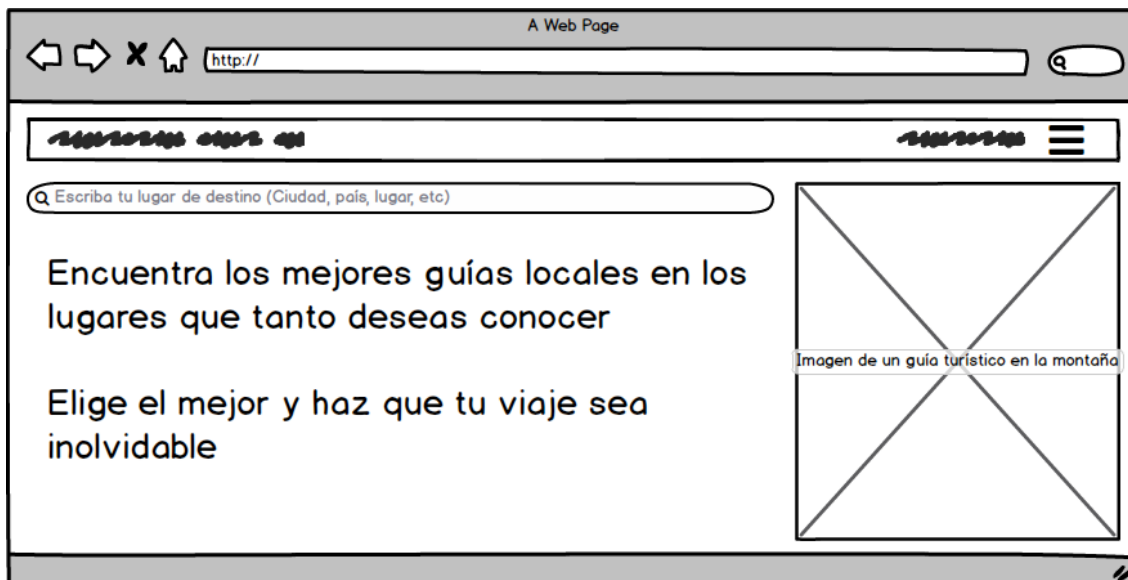 A Web Page
http://
Escriba tu lugar de destino (Ciudad, país, lugar, etc)
Encuentra los mejores guías locales en los
lugares que tanto deseas conocer
Imagen de un guía turístico en la montaña
Elige el mejor y haz que tu viaje sea
inolvidable